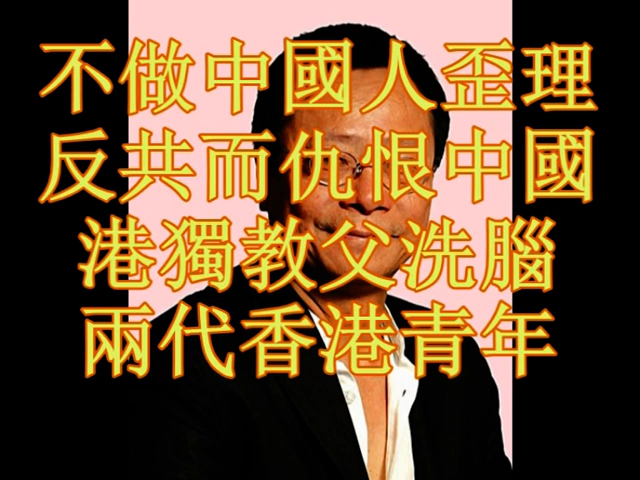 不做中國人歪理
反共而仇恨中國
港獨教父洗腦
兩代香港青年